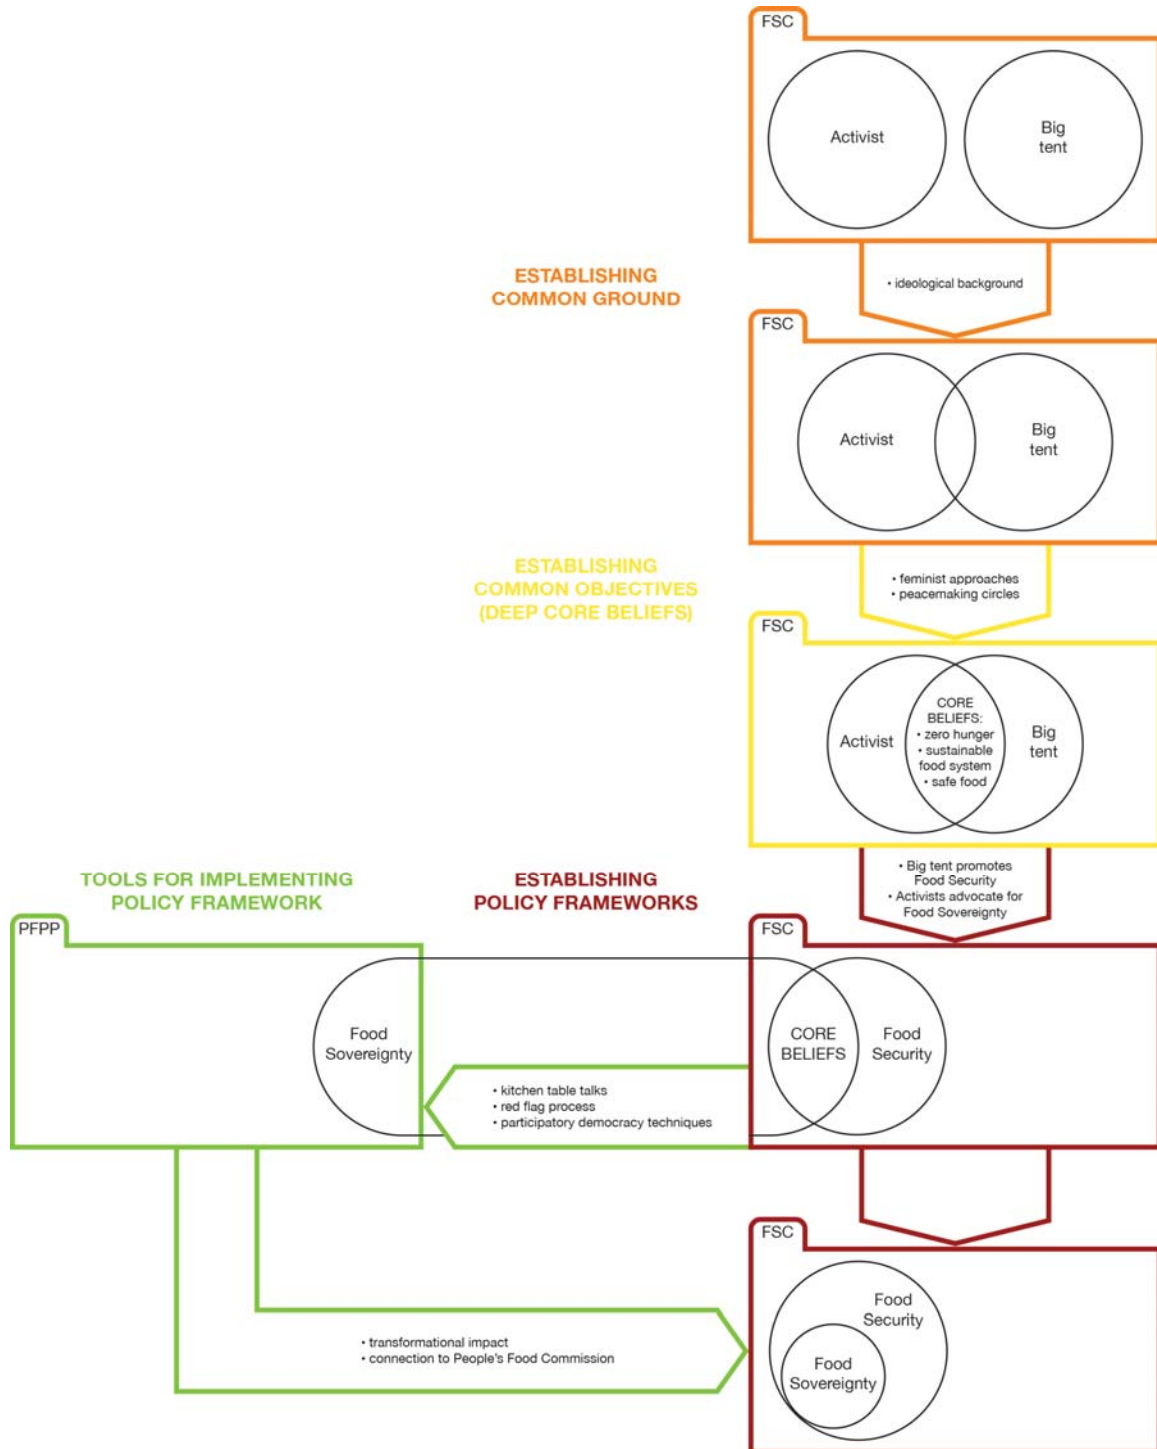 FSC
Activist
Big
tent
ESTABLISHING
COMMON GROUND
• ideological background
FSC
Activist
Big
tent
ESTABLISHING
COMMON OBJECTIVES
(DEEP CORE BELIEFS)
• feminist approaches
• peacemaking circles
FSC
Activist
CORE
BELIEFS:
• zero hunger
• sustainable
food system
• safe food
Big
tent
TOOLS FOR IMPLEMENTING
POLICY FRAMEWORK
ESTABLISHING
POLICY FRAMEWORKS
• Big tent promotes
Food Security
• Activists advocate for
Food Sovereignty
PFPP
FSC
Food
Sovereignty
CORE
BELIEFS
Food
Security
• kitchen table talks
• red flag process
• participatory democracy techniques
FSC
Food
Security
Food
Sovereignty
• transformational impact
• connection to People's Food Commission